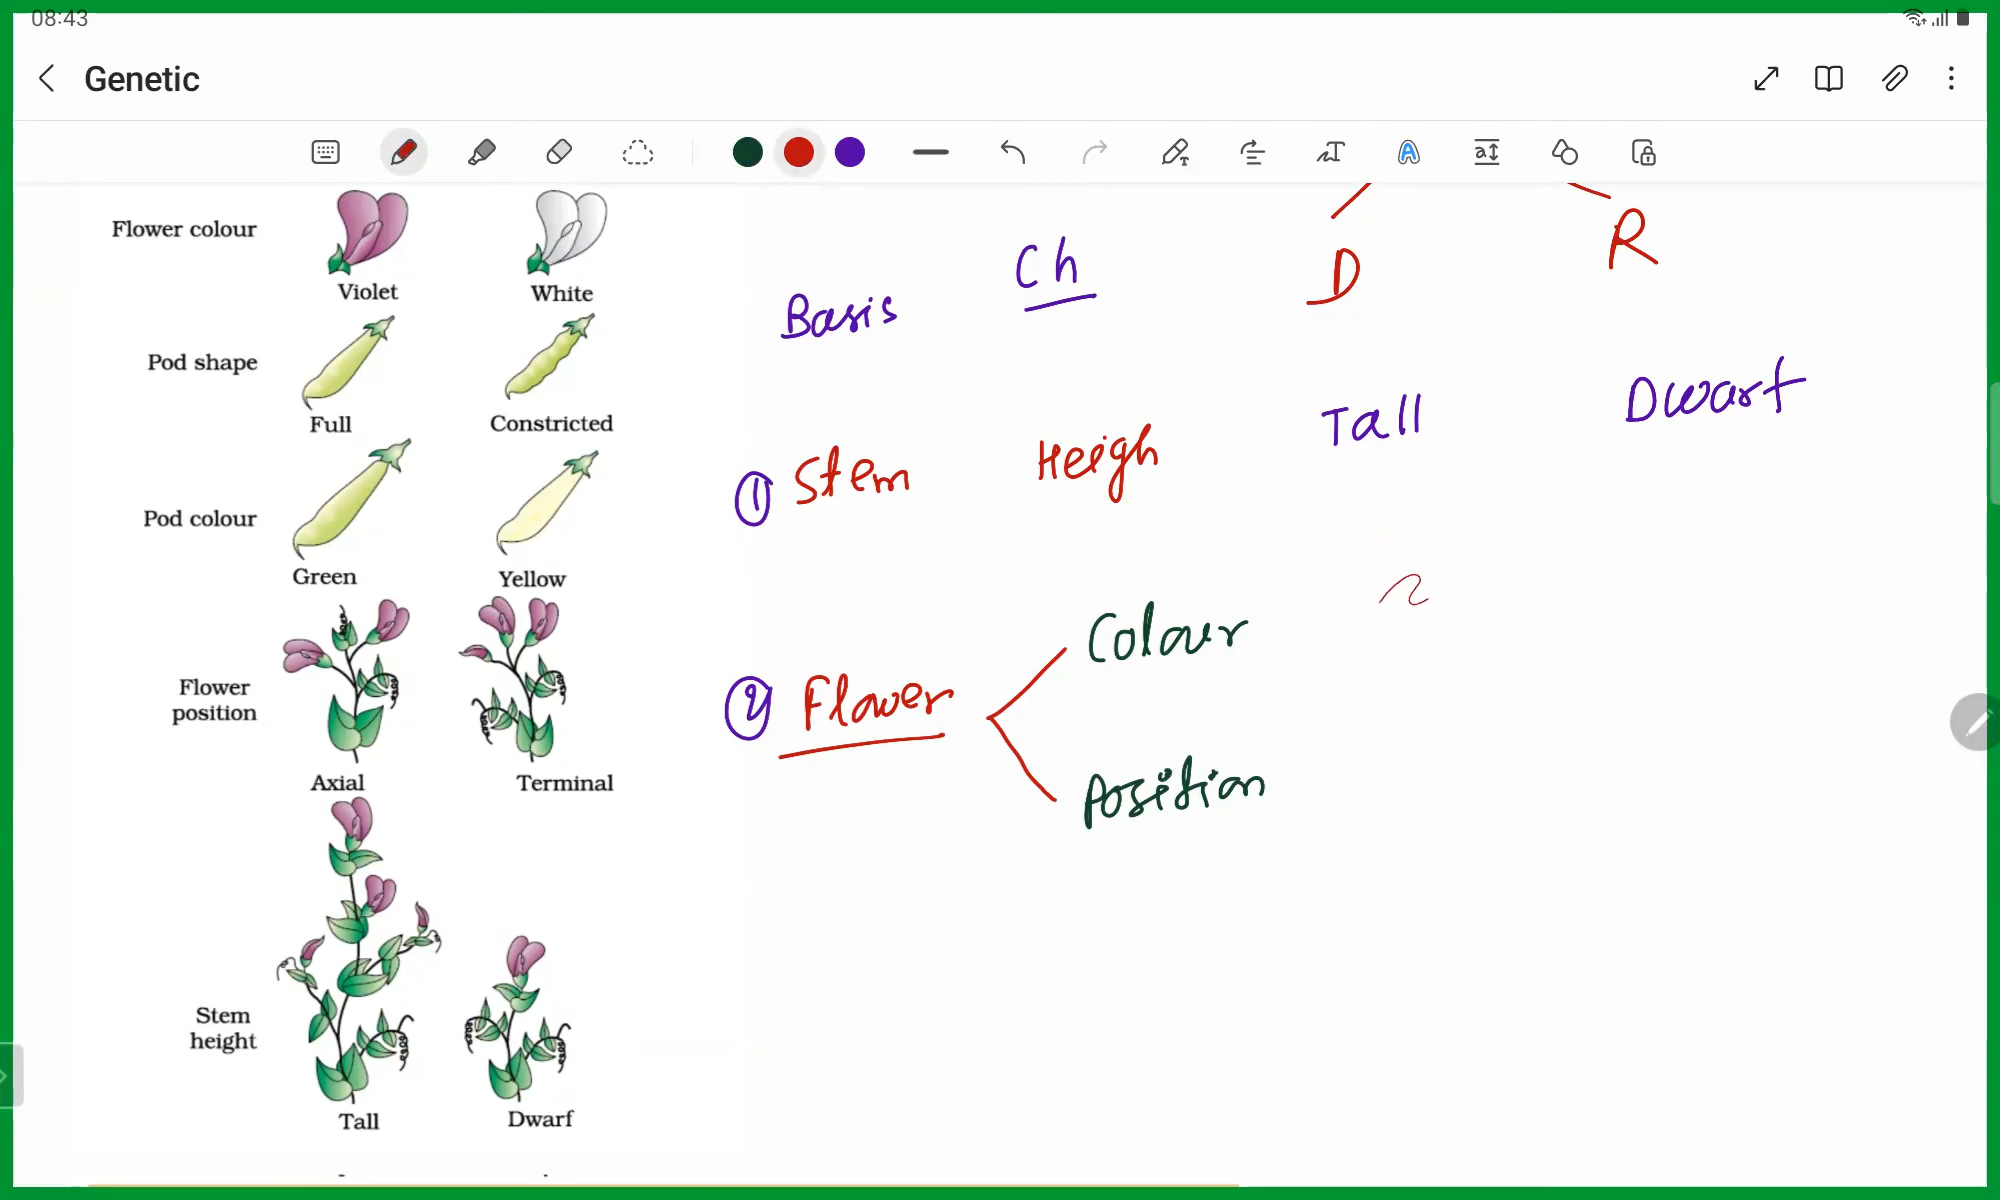 08:43
Genetic
Flower colour
Violet
White
Pod shape
Full
Constricted
Pod colour
Green
Yellow
Flower
position
Axial
Terminal
Stem
height
Tall
Dwarf
Basis Ch D R
① Stem Heigh Tall Dwarf
② Flower
Colour
Position